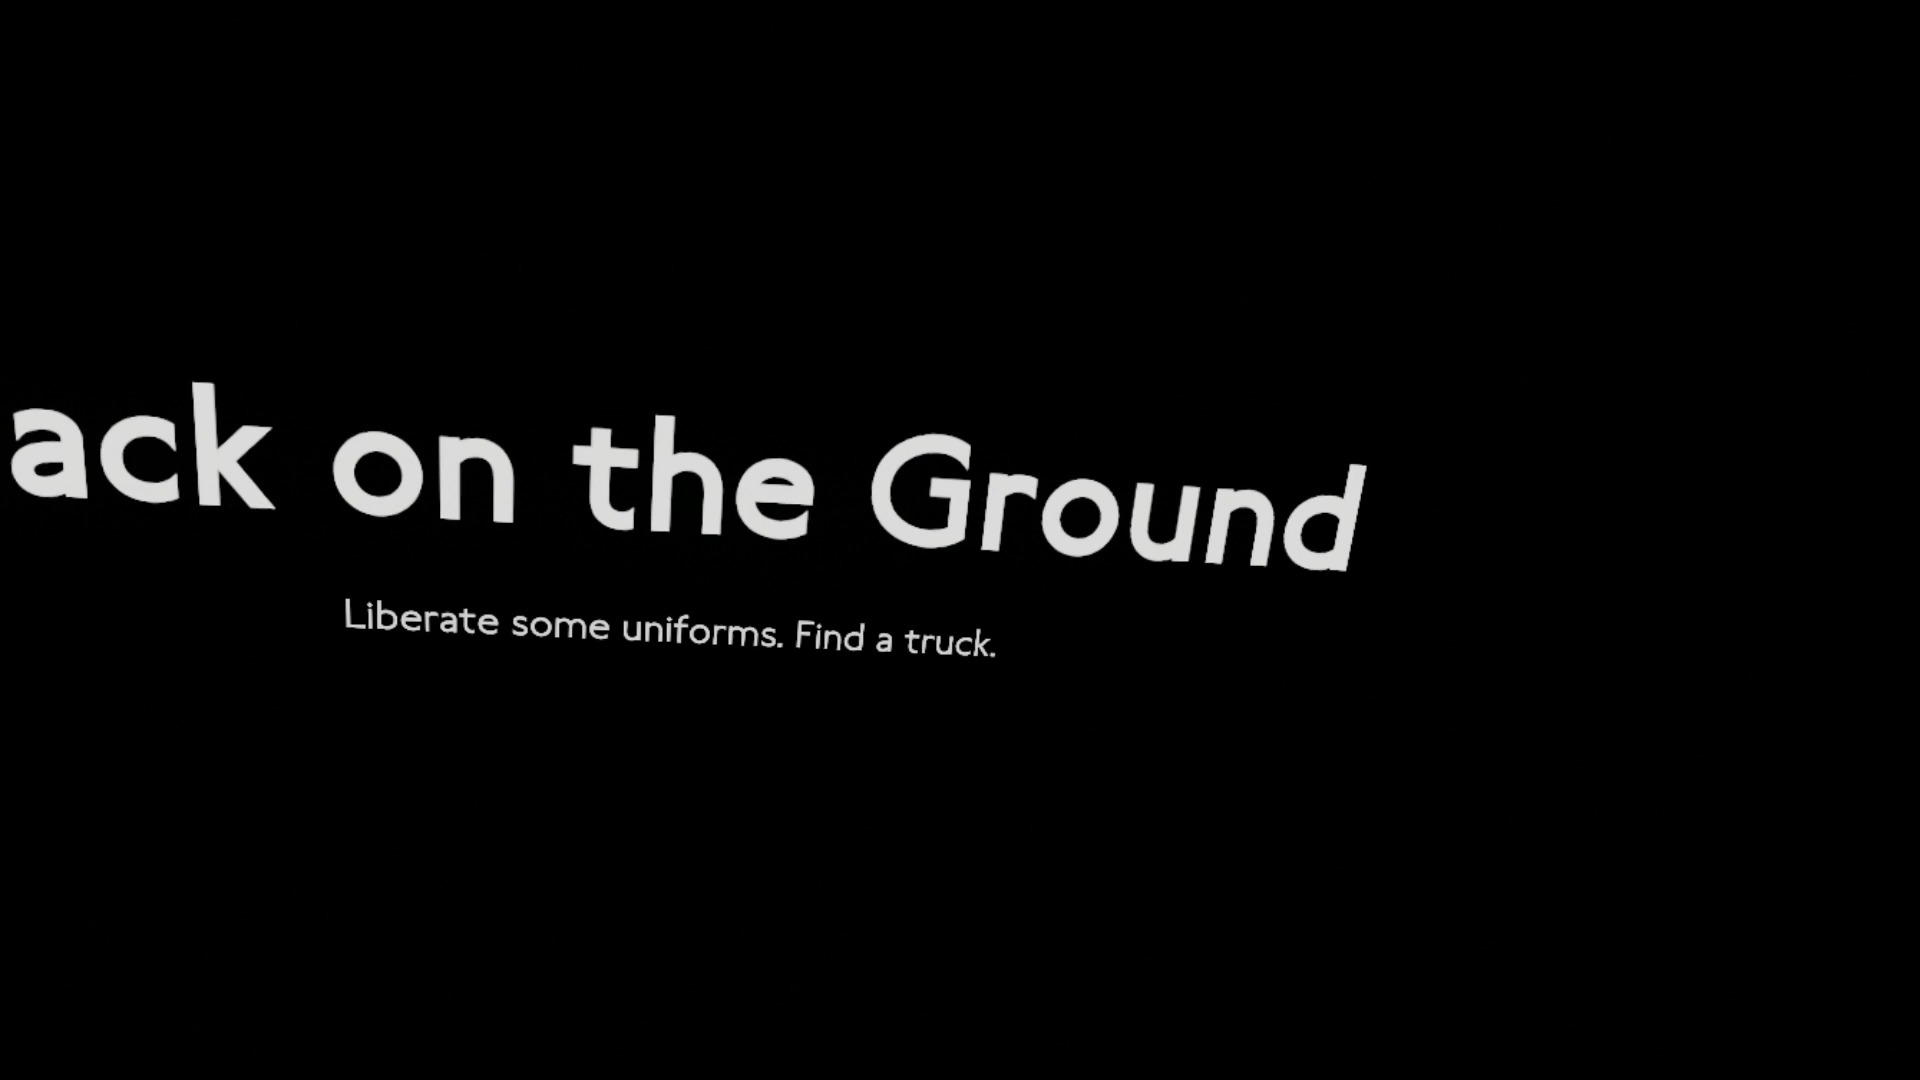 ack on the Ground
Liberate some uniforms. Find a truck.